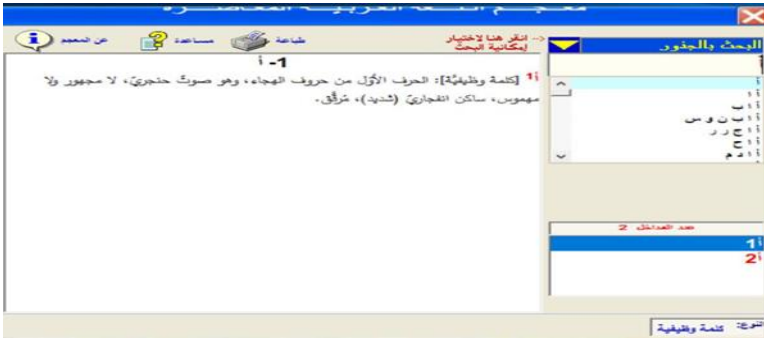 معجم اللغة العربية المعاصرة
البحث بالجذور
<- انقر هنا لاختيار إمكانية البحث
طباعة
مساعدة
عن المعجم
أ
أ
أ ا
أ ا ب
أ ا ب ن و س
أ ا ج ر ر
أ ا ح
أ ا د م
1- أ
أ1 [كلمة وظيفيَّة]: الحرف الأوّل من حروف الهجاء، وهو صوتٌ حنجريّ، لا مجهور ولا
مهموس، ساكن انفجاريّ (شديد)، مُرقَّق.
عدد المداخل 2
أ1
أ2
النوع: كلمة وظيفية